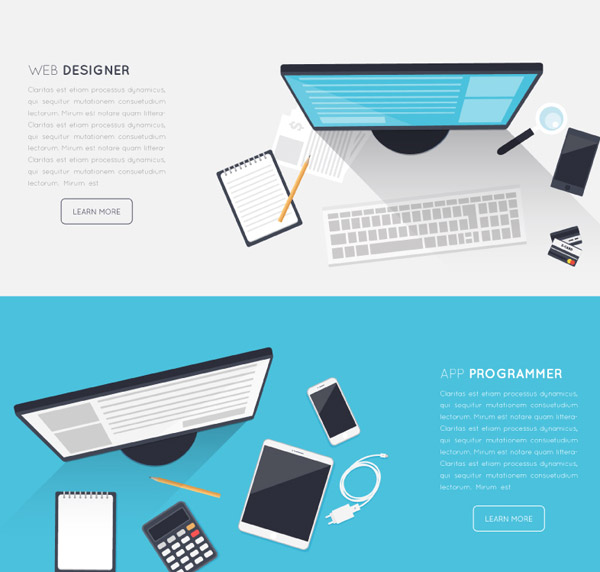 WEB DESIGNER
Claritas est etiam processus dynamicus,
qui sequitur mutationem consuetudium
lectorum. Mirum est notare quam littera-
Claritas est etiam processus dynamicus,
qui sequitur mutationem consuetudium
lectorum. Mirum est notare quam littera-
Claritas est etiam processus dynamicus,
qui sequitur mutationem consuetudium
lectorum. Mirum est
LEARN MORE
APP PROGRAMMER
Claritas est etiam processus dynamicus,
qui sequitur mutationem consuetudium
lectorum. Mirum est notare quam littera-
Claritas est etiam processus dynamicus,
qui sequitur mutationem consuetudium
lectorum. Mirum est notare quam littera-
Claritas est etiam processus dynamicus,
qui sequitur mutationem consuetudium
lectorum. Mirum est
LEARN MORE